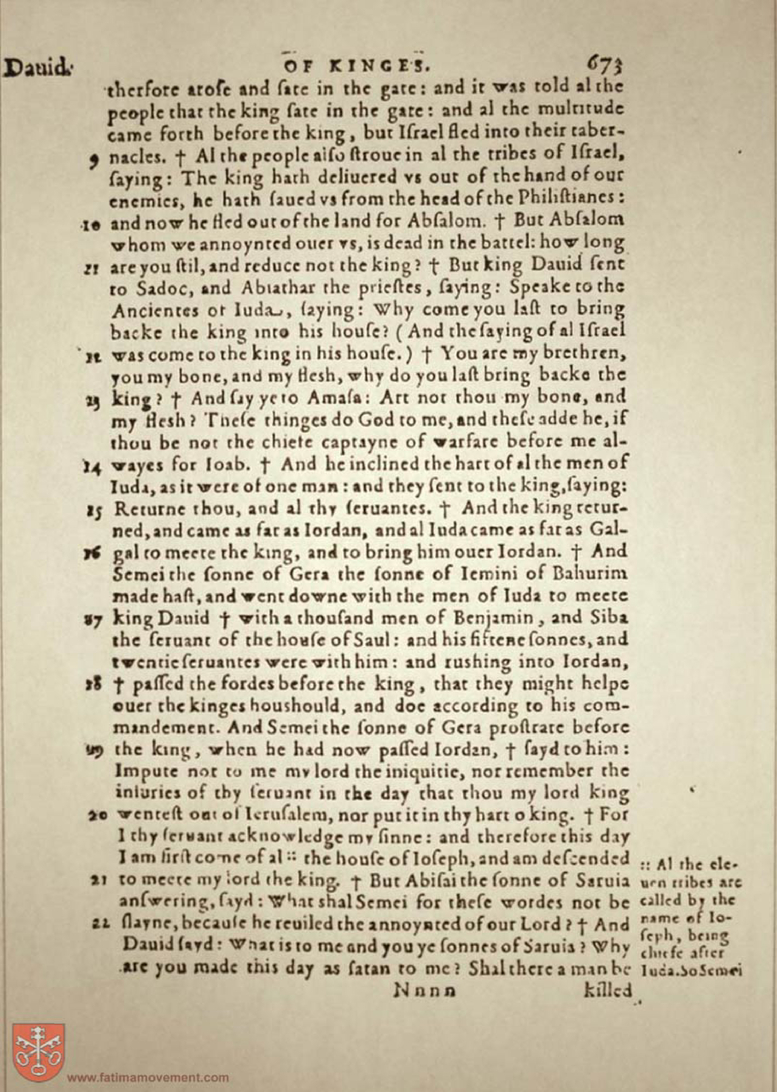 Dauid. OF KINGES. 673
therfore arose and sate in the gate: and it was told al the
people that the king sate in the gate: and al the multitude
came forth before the king, but Israel fled into their taber-
9 nacles. † Al the people also stroue in al the tribes of Israel,
saying: The king hath deliuered vs out of the hand of our
enemies, he hath saued vs from the head of the Philistianes:
10 and now he fled out of the land for Absalom. † But Absalom
whom we annoynted ouer vs, is dead in the battel: how long
11 are you stil, and reduce not the king? † But king Dauid sent
to Sadoc, and Abiathar the priestes, saying: Speake to the
Ancientes of Iuda, saying: Why come you last to bring
backe the king into his house? (And the saying of al Israel
12 was come to the king in his house.) † You are my brethren,
you my bone, and my flesh, why do you last bring backe the
13 king? † And say ye to Amasa: Art not thou my bone, and
my flesh? These thinges do God to me, and these adde he, if
thou be not the chiefe captayne of warfare before me al-
14 wayes for Ioab. † And he inclined the hart of al the men of
Iuda, as it were of one man: and they sent to the king, saying:
15 Returne thou, and al thy seruantes. † And the king retur-
ned, and came as far as Iordan, and al Iuda came as far as Gal-
16 gal to meete the king, and to bring him ouer Iordan. † And
Semei the sonne of Gera the sonne of Iemini of Bahurim
made hast, and went downe with the men of Iuda to meete
17 king Dauid † with a thousand men of Benjamin, and Siba
the seruant of the house of Saul: and his fiftene sonnes, and
twentie seruantes were with him: and rushing into Iordan,
18 † passed the fordes before the king, that they might helpe
ouer the kinges houshould, and doe according to his com-
mandement. And Semei the sonne of Gera prostrate before
19 the king, when he had now passed Iordan, † sayd to him:
Impute not to me my lord the iniquitie, nor remember the
iniuries of thy seruant in the day that thou my lord king
20 wentest out of Ierusalem, nor put it in thy hart o king. † For
I thy seruant acknowledge my sinne: and therefore this day
I am first come of al :: the house of Ioseph, and am descended
21 to meete my lord the king. † But Abisai the sonne of Saruia
answering, sayd: What shal Semei for these wordes not be
22 slayne, because he reuiled the annoynted of our Lord? † And
Dauid sayd: What is to me and you ye sonnes of Saruia? Why
are you made this day as satan to me? Shal there a man be
Nnnn killed
:: Al the ele-
uen tribes are
called by the
name of Io-
seph, being
chiefe after
Iuda. So Semei
www.fatimamovement.com